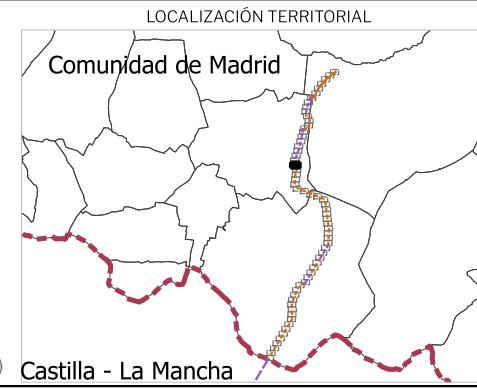 LOCALIZACIÓN TERRITORIAL
Comunidad de Madrid
Castilla - La Mancha